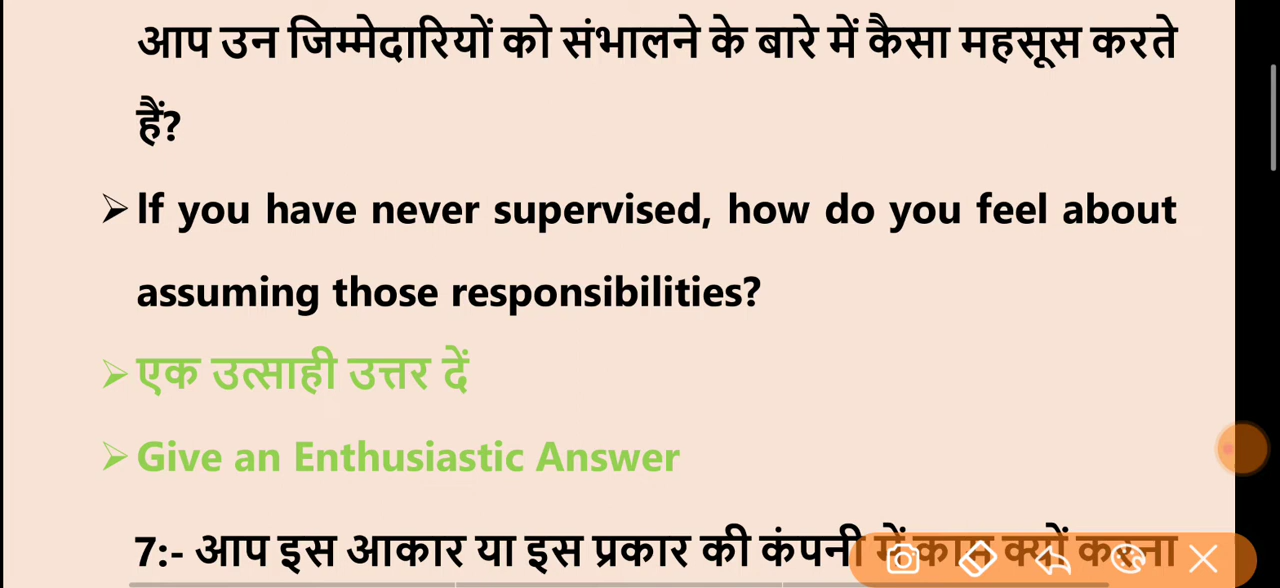 आप उन जिम्मेदारियों को संभालने के बारे में कैसा महसूस करते
हैं?
If you have never supervised, how do you feel about
assuming those responsibilities?
एक उत्साही उत्तर दें
Give an Enthusiastic Answer
7:- आप इस आकार या इस प्रकार की कंपनी में काम क्यों करना